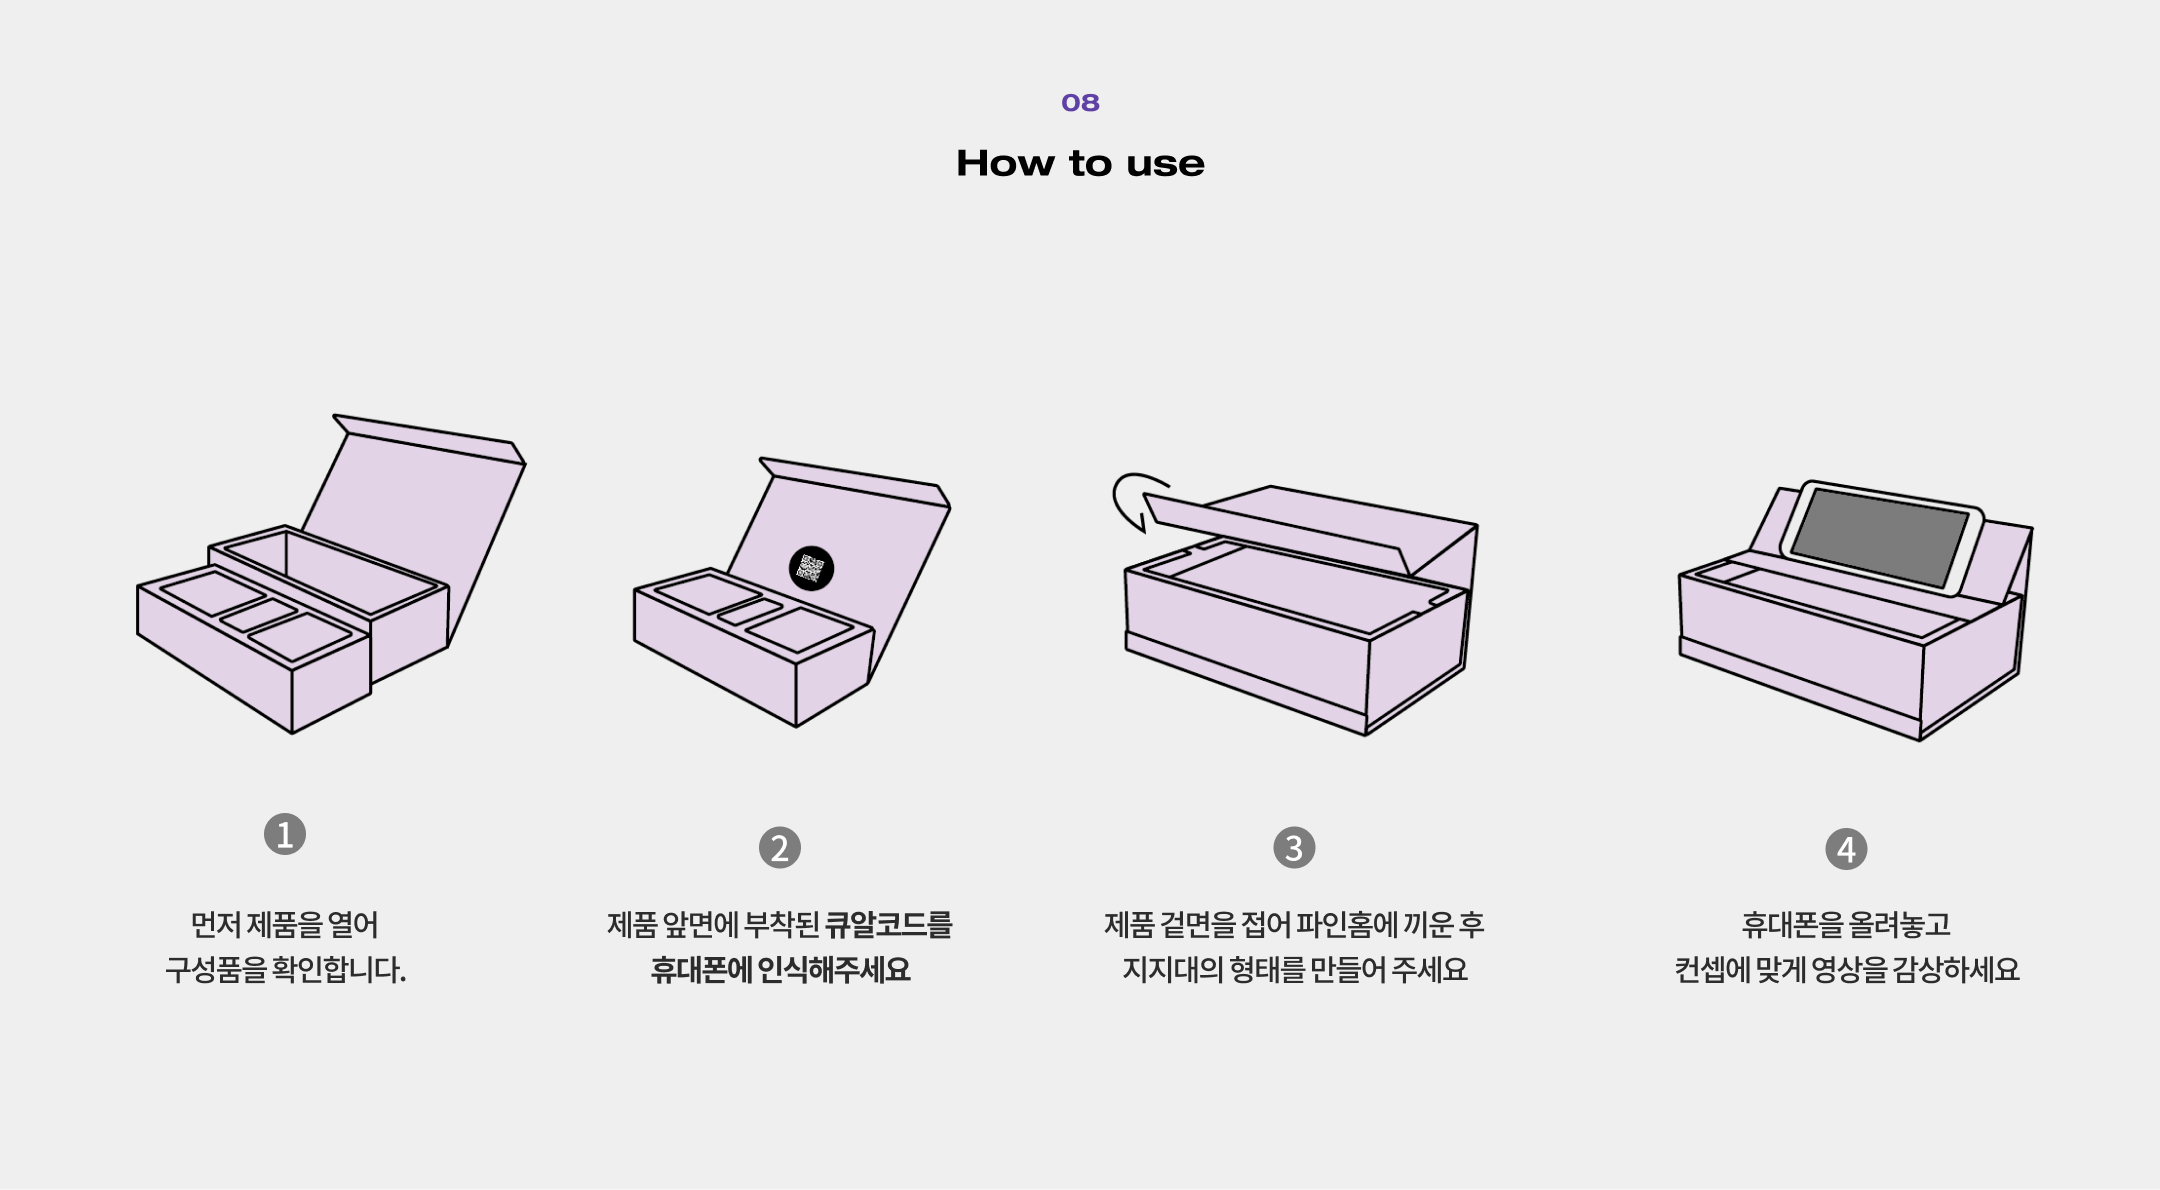 08
How to use
1
먼저 제품을 열어
구성품을 확인합니다.
2
제품 앞면에 부착된 큐알코드를
휴대폰에 인식해주세요
3
제품 겉면을 접어 파인홈에 끼운 후
지지대의 형태를 만들어 주세요
4
휴대폰을 올려놓고
컨셉에 맞게 영상을 감상하세요